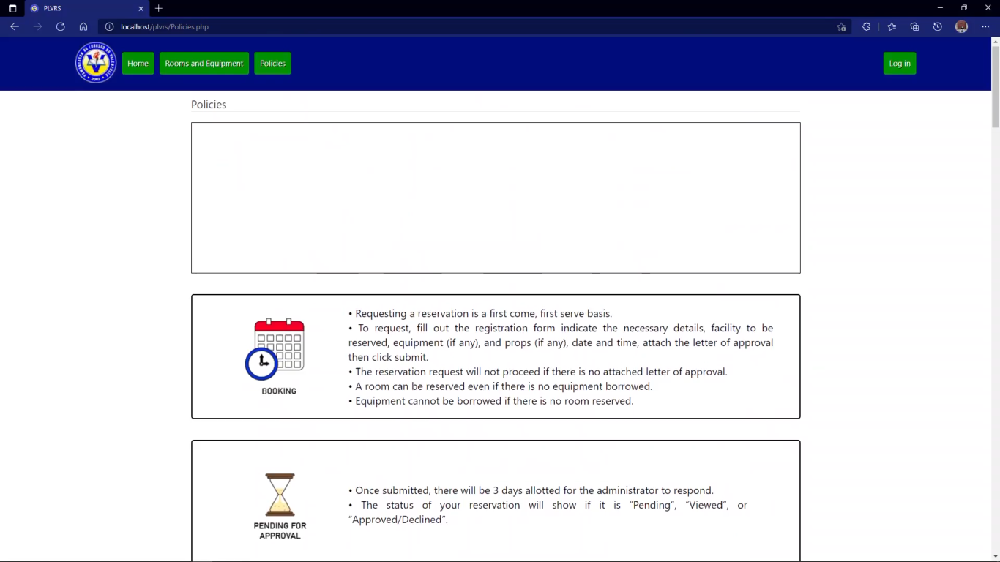 PLVRS
localhost/plvrs/Policies.php
Home
Rooms and Equipment
Policies
Log in
Policies
• Requesting a reservation is a first come, first serve basis.
• To request, fill out the registration form indicate the necessary details, facility to be
reserved, equipment (if any), and props (if any), date and time, attach the letter of approval
then click submit.
• The reservation request will not proceed if there is no attached letter of approval.
• A room can be reserved even if there is no equipment borrowed.
• Equipment cannot be borrowed if there is no room reserved.
BOOKING
• Once submitted, there will be 3 days allotted for the administrator to respond.
• The status of your reservation will show if it is “Pending”, “Viewed”, or
“Approved/Declined”.
PENDING FOR
APPROVAL